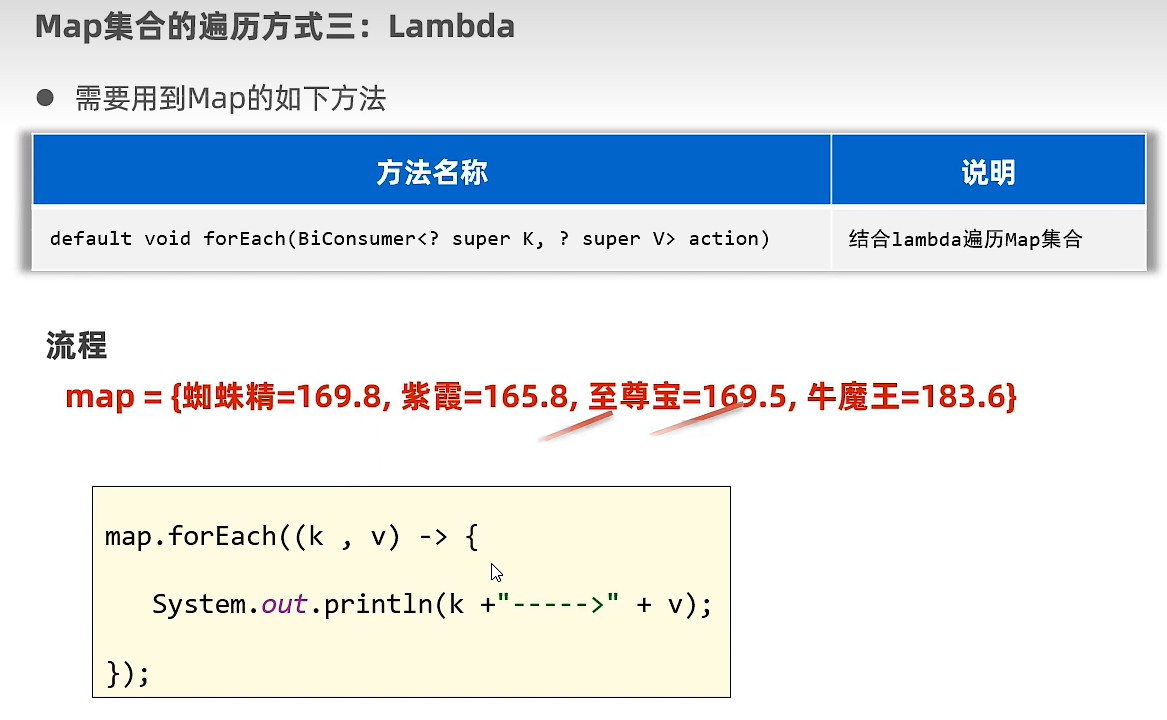 Map集合的遍历方式三：Lambda
● 需要用到Map的如下方法
方法名称 说明
default void forEach(BiConsumer<? super K, ? super V> action) 结合lambda遍历Map集合
流程
map = {蜘蛛精=169.8, 紫霞=165.8, 至尊宝=169.5, 牛魔王=183.6}
map.forEach((k , v) -> {
System.out.println(k +"----->" + v);
});